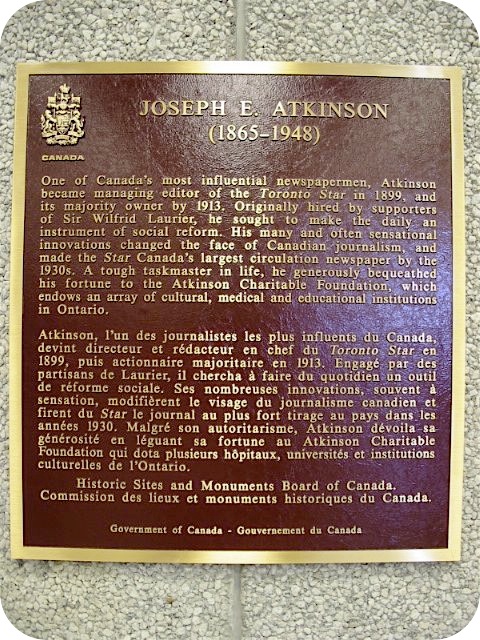 JOSEPH E. ATKINSON
(1865–1948)
CANADA
One of Canada's most influential newspapermen, Atkinson
became managing editor of the Toronto Star in 1899, and
its majority owner by 1913. Originally hired by supporters
of Sir Wilfrid Laurier, he sought to make the daily an
instrument of social reform. His many and often sensational
innovations changed the face of Canadian journalism, and
made the Star Canada's largest circulation newspaper by the
1930s. A tough taskmaster in life, he generously bequeathed
his fortune to the Atkinson Charitable Foundation, which
endows an array of cultural, medical and educational institutions
in Ontario.
Atkinson, l'un des journalistes les plus influents du Canada,
devint directeur et rédacteur en chef du Toronto Star en
1899, puis actionnaire majoritaire en 1913. Engagé par des
partisans de Laurier, il chercha à faire du quotidien un outil
de réforme sociale. Ses nombreuses innovations, souvent à
sensation, modifièrent le visage du journalisme canadien et
firent du Star le journal au plus fort tirage au pays dans les
années 1930. Malgré son autoritarisme, Atkinson dévoila sa
générosité en léguant sa fortune au Atkinson Charitable
Foundation qui dota plusieurs hôpitaux, universités et institutions
culturelles de l'Ontario.
Historic Sites and Monuments Board of Canada.
Commission des lieux et monuments historiques du Canada.
Government of Canada - Gouvernement du Canada